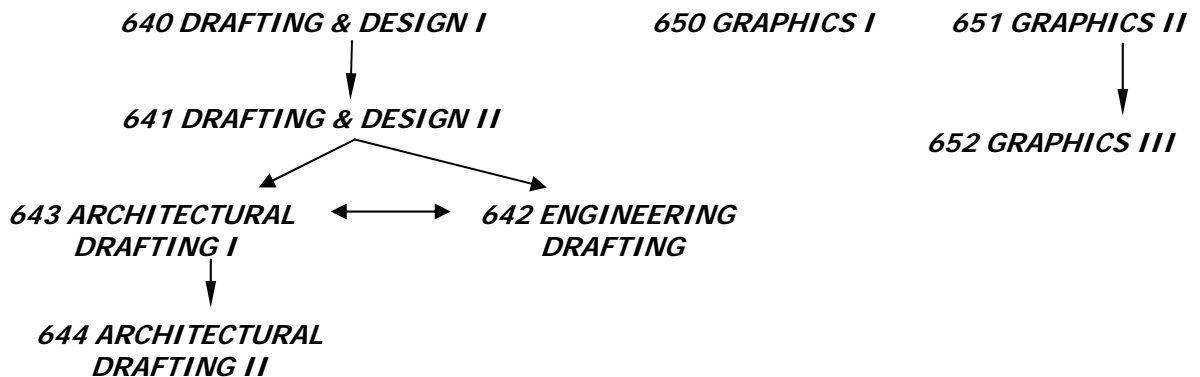 640 DRAFTING & DESIGN I
650 GRAPHICS I
651 GRAPHICS II
641 DRAFTING & DESIGN II
652 GRAPHICS III
643 ARCHITECTURAL
DRAFTING I
642 ENGINEERING
DRAFTING
644 ARCHITECTURAL
DRAFTING II